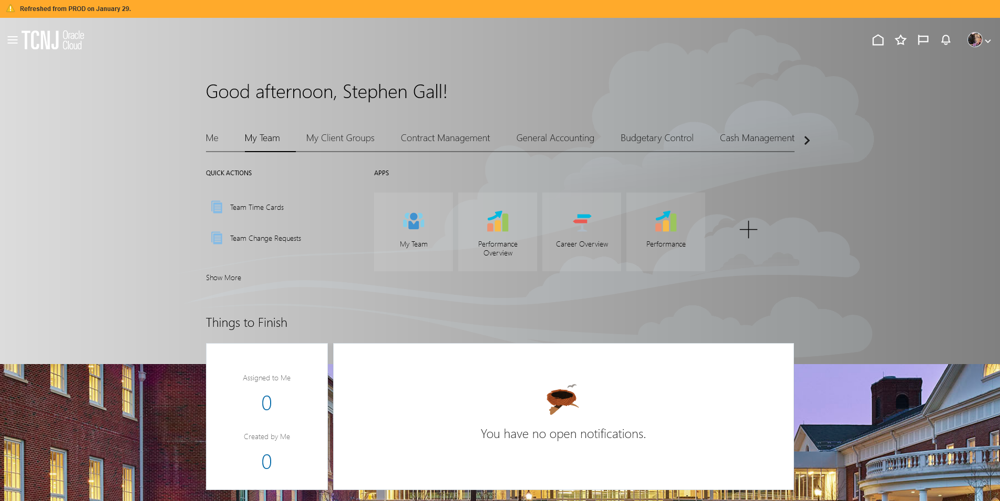 Refreshed from PROD on January 29.
TCNJ Oracle Cloud
Good afternoon, Stephen Gall!
Me My Team My Client Groups Contract Management General Accounting Budgetary Control Cash Management
QUICK ACTIONS
APPS
Team Time Cards
Team Change Requests
Show More
My Team
Performance Overview
Career Overview
Performance
Things to Finish
Assigned to Me
0
Created by Me
0
You have no open notifications.